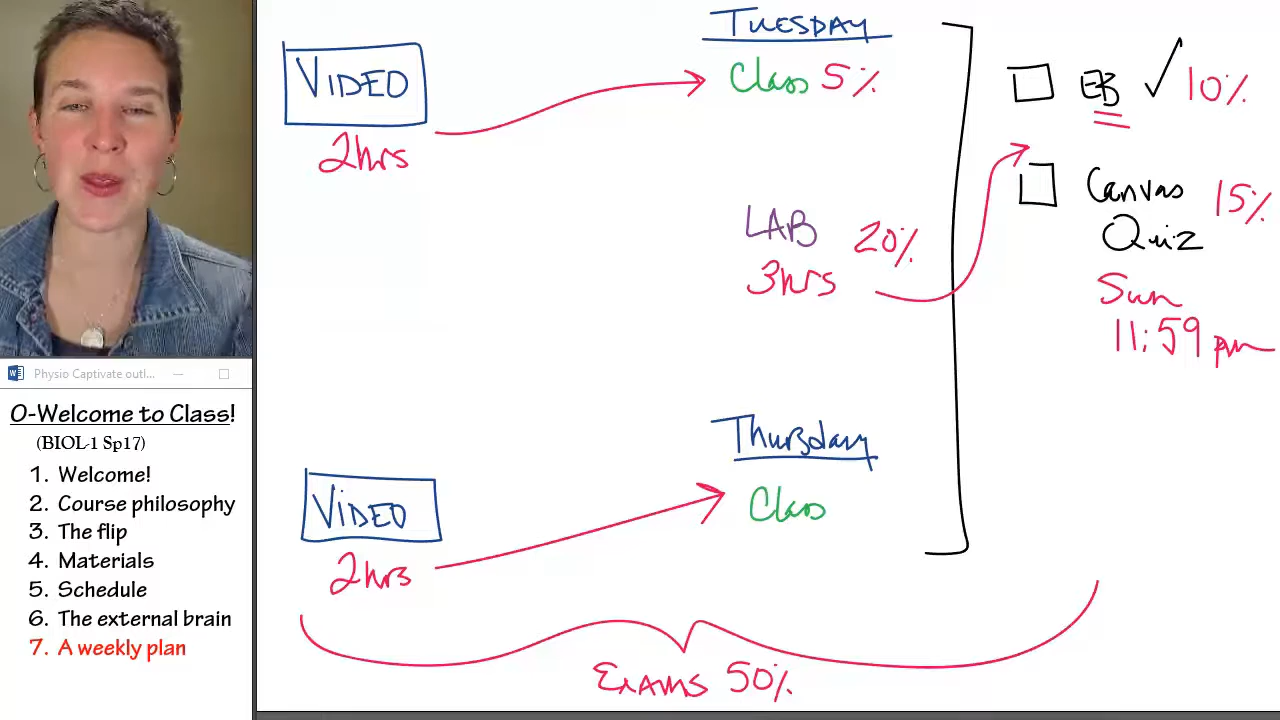 TUESDAY
VIDEO
2hrs
Class 5%
EB ✓ 10%
Canvas
Quiz
15%
Sun
11:59 pm
LAB
3hrs
20%
Thursday
VIDEO
2hrs
Class
Exams 50%
Physio Captivate outl...
0-Welcome to Class!
(BIOL-1 Sp17)
1. Welcome!
2. Course philosophy
3. The flip
4. Materials
5. Schedule
6. The external brain
7. A weekly plan